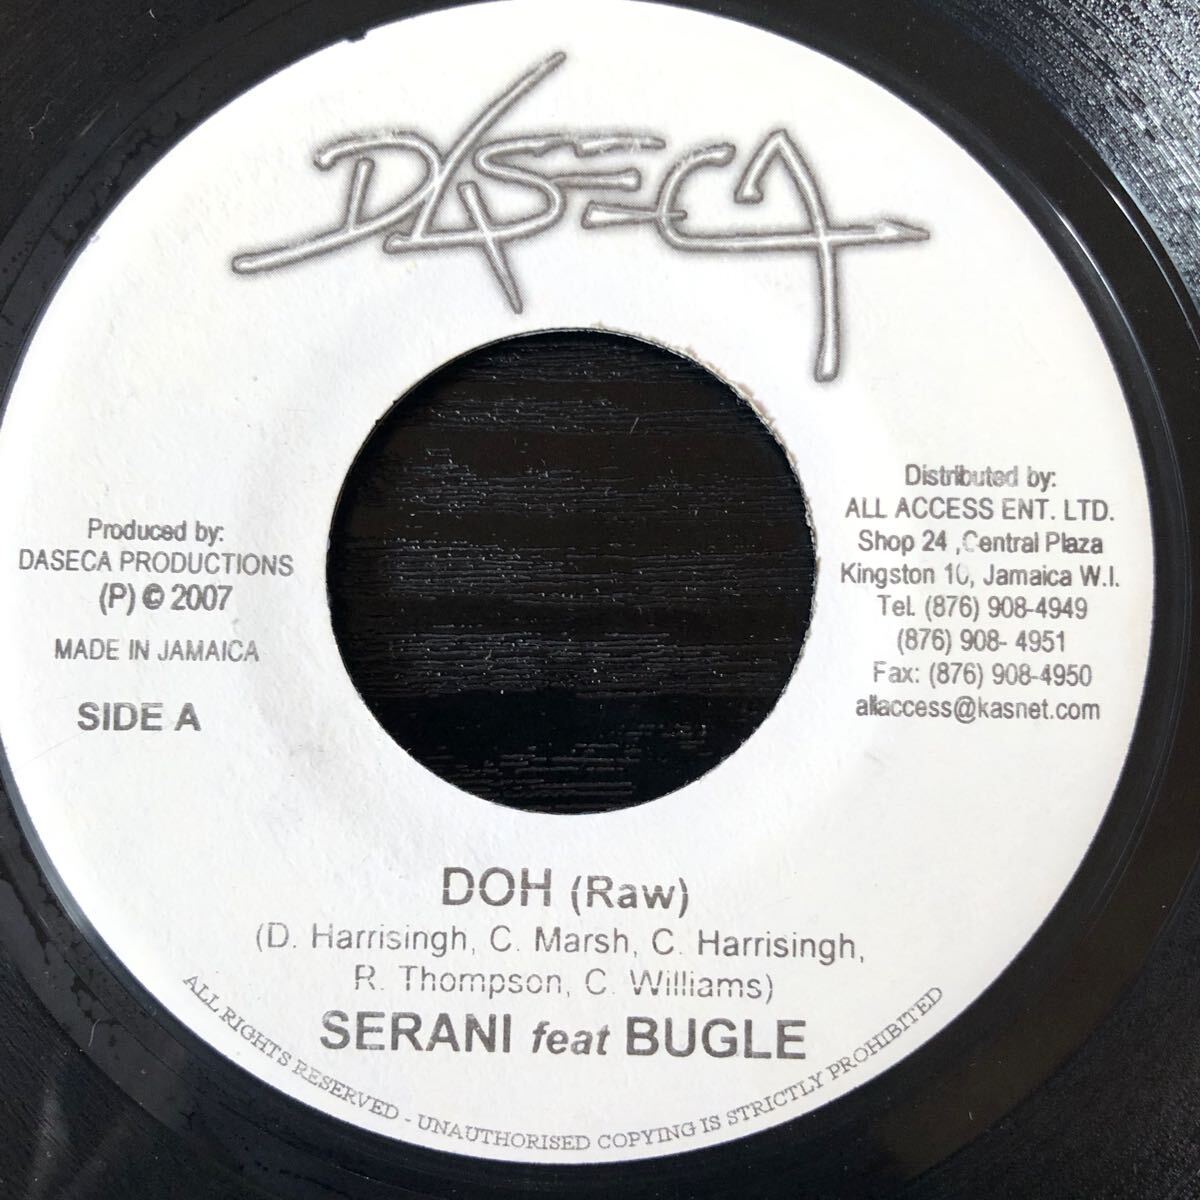 DASECA
Produced by:
DASECA PRODUCTIONS
(P) © 2007
MADE IN JAMAICA
SIDE A
Distributed by:
ALL ACCESS ENT. LTD.
Shop 24 ,Central Plaza
Kingston 10, Jamaica W.I.
Tel. (876) 908-4949
(876) 908- 4951
Fax: (876) 908-4950
allaccess@kasnet.com
DOH (Raw)
(D. Harrisingh, C. Marsh, C. Harrisingh,
R. Thompson, C. Williams)
SERANI feat BUGLE
ALL RIGHTS RESERVED - UNAUTHORISED COPYING IS STRICTLY PROHIBITED